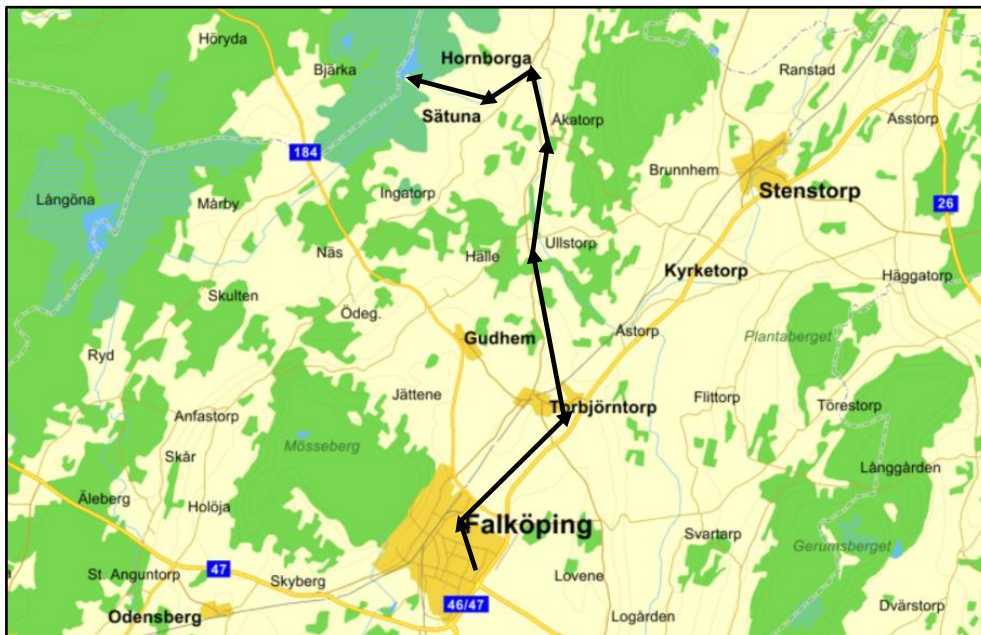 Höryda
Hornborga
Bjärka
Ranstad
Sätuna
Åkatorp
Asstorp
184
Brunnhem
Stenstorp
Långöna
Mårby
Ingatorp
26
Näs
Hälle
Ullstorp
Kyrketorp
Häggatorp
Skulten
Ödeg.
Gudhem
Åstorp
Plantaberget
Ryd
Jättene
Torbjörntorp
Flittorp
Törestorp
Anfastorp
Mösseberg
Skår
Långgården
Äleberg
Holöja
Falköping
Svartarp
Gerumsberget
St. Anguntorp
47
Skyberg
Lovene
46/47
Odensberg
Logården
Dvärstorp